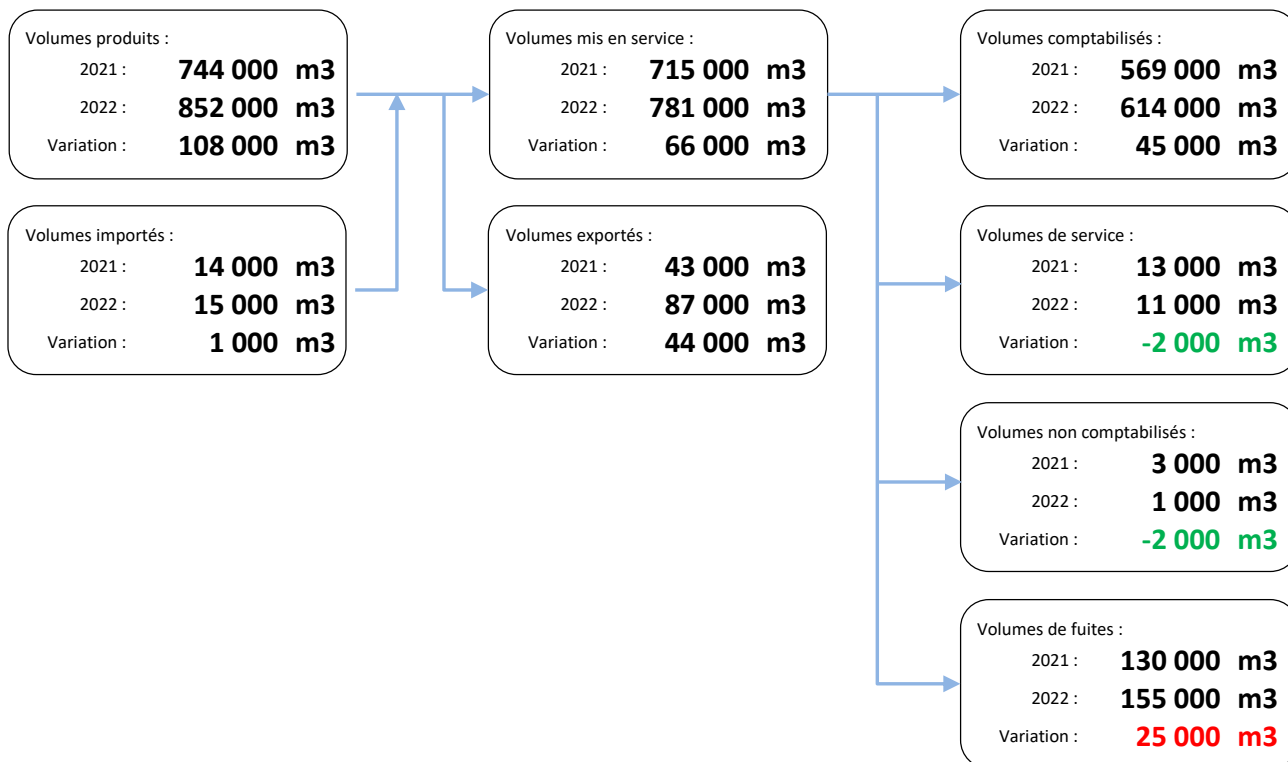 Volumes produits :
2021 : 744 000 m3
2022 : 852 000 m3
Variation : 108 000 m3
Volumes importés :
2021 : 14 000 m3
2022 : 15 000 m3
Variation : 1 000 m3
Volumes mis en service :
2021 : 715 000 m3
2022 : 781 000 m3
Variation : 66 000 m3
Volumes exportés :
2021 : 43 000 m3
2022 : 87 000 m3
Variation : 44 000 m3
Volumes comptabilisés :
2021 : 569 000 m3
2022 : 614 000 m3
Variation : 45 000 m3
Volumes de service :
2021 : 13 000 m3
2022 : 11 000 m3
Variation : -2 000 m3
Volumes non comptabilisés :
2021 : 3 000 m3
2022 : 1 000 m3
Variation : -2 000 m3
Volumes de fuites :
2021 : 130 000 m3
2022 : 155 000 m3
Variation : 25 000 m3